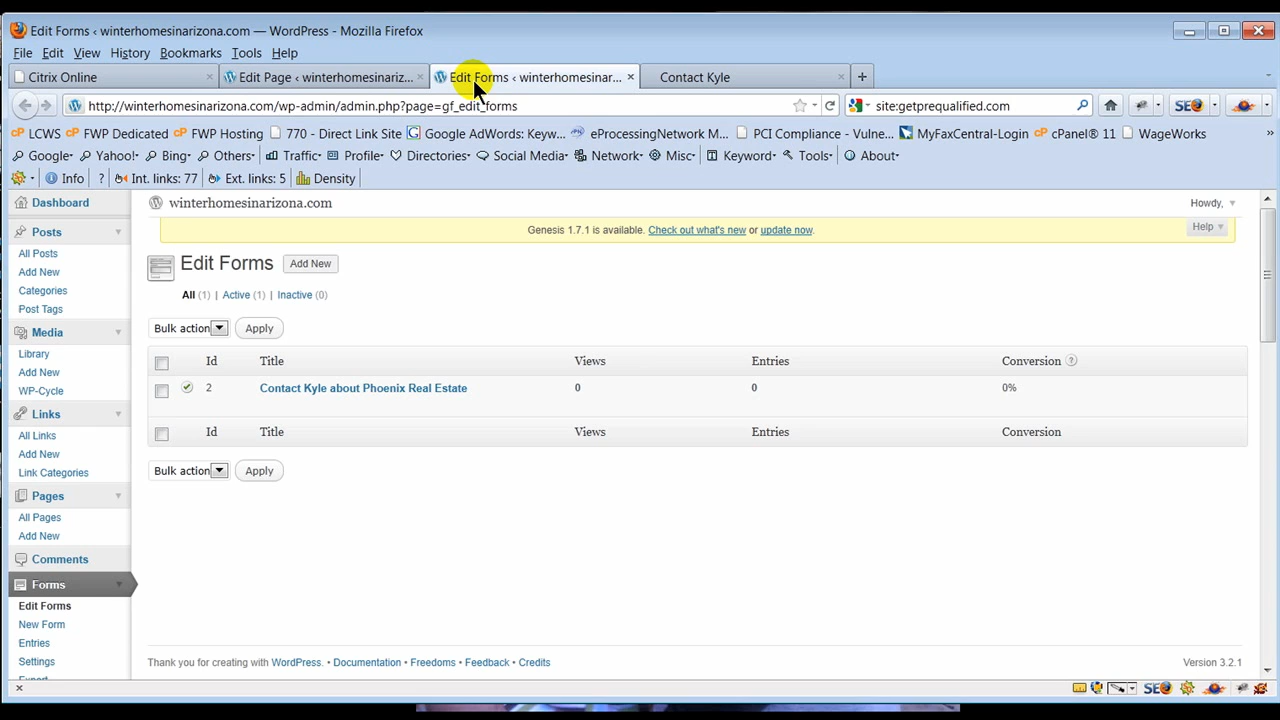 Edit Forms ‹ winterhomesinarizona.com — WordPress - Mozilla Firefox
File Edit View History Bookmarks Tools Help
Citrix Online Edit Page ‹ winterhomesinariz... Edit Forms ‹ winterhomesinar... Contact Kyle
http://winterhomesinarizona.com/wp-admin/admin.php?page=gf_edit_forms site:getprequalified.com SEO
LCWS FWP Dedicated FWP Hosting 770 - Direct Link Site Google AdWords: Keyw... eProcessingNetwork M... PCI Compliance - Vulne... MyFaxCentral-Login cPanel® 11 WageWorks
Google Yahoo! Bing Others Traffic Profile Directories Social Media Network Misc Keyword Tools About
Info ? Int. links: 77 Ext. links: 5 Density
Dashboard
Posts
All Posts
Add New
Categories
Post Tags
Media
Library
Add New
WP-Cycle
Links
All Links
Add New
Link Categories
Pages
All Pages
Add New
Comments
Forms
Edit Forms
New Form
Entries
Settings
winterhomesinarizona.com Howdy,
Genesis 1.7.1 is available. Check out what's new or update now.
Help
Edit Forms Add New
All (1) | Active (1) | Inactive (0)
Bulk action Apply
Id Title Views Entries Conversion ?
2 Contact Kyle about Phoenix Real Estate 0 0 0%
Id Title Views Entries Conversion
Bulk action Apply
Thank you for creating with WordPress. • Documentation • Freedoms • Feedback • Credits Version 3.2.1
SEO